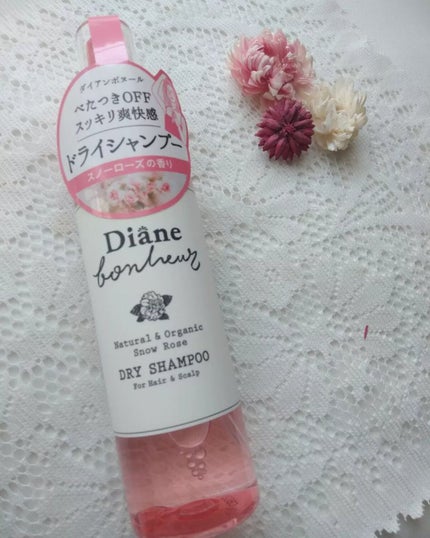 ダイアンボヌール
べたつきOFF
スッキリ爽快感
ドライシャンプー
スノーローズの香り
Diane
bonheur
Natural & Organic
Snow Rose
DRY SHAMPOO
For Hair & Scalp